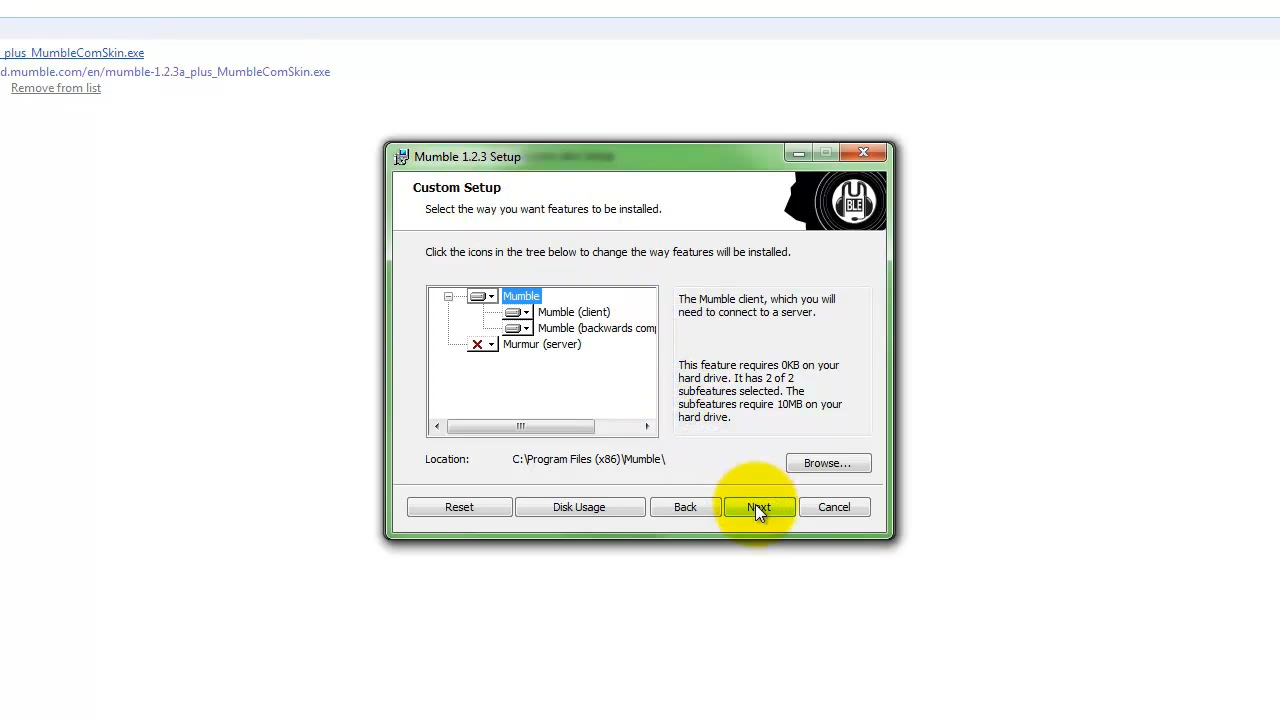 _plus_MumbleComSkin.exe
d.mumble.com/en/mumble-1.2.3a_plus_MumbleComSkin.exe
Remove from list
Mumble 1.2.3 Setup
Custom Setup
Select the way you want features to be installed.
BLE
Click the icons in the tree below to change the way features will be installed.
Mumble
Mumble (client)
Mumble (backwards comp
Murmur (server)
The Mumble client, which you will
need to connect to a server.
This feature requires 0KB on your
hard drive. It has 2 of 2
subfeatures selected. The
subfeatures require 10MB on your
hard drive.
Location: C:\Program Files (x86)\Mumble\
Browse...
Reset Disk Usage Back Next Cancel